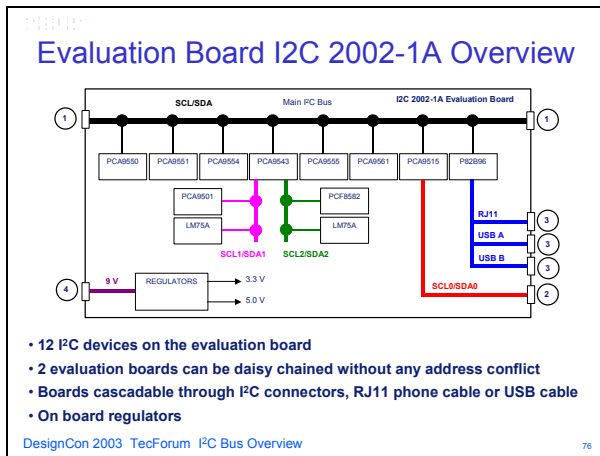 Evaluation Board I2C 2002-1A Overview
SCL/SDA Main I²C Bus I2C 2002-1A Evaluation Board
1 1
PCA9550 PCA9551 PCA9554 PCA9543 PCA9555 PCA9561 PCA9515 P82B96
PCA9501 PCF8582
LM75A LM75A
SCL1/SDA1 SCL2/SDA2
RJ11 3
USB A 3
USB B 3
SCL0/SDA0 2
4 9 V REGULATORS 3.3 V
5.0 V
• 12 I²C devices on the evaluation board
• 2 evaluation boards can be daisy chained without any address conflict
• Boards cascadable through I²C connectors, RJ11 phone cable or USB cable
• On board regulators
DesignCon 2003 TecForum I²C Bus Overview 76